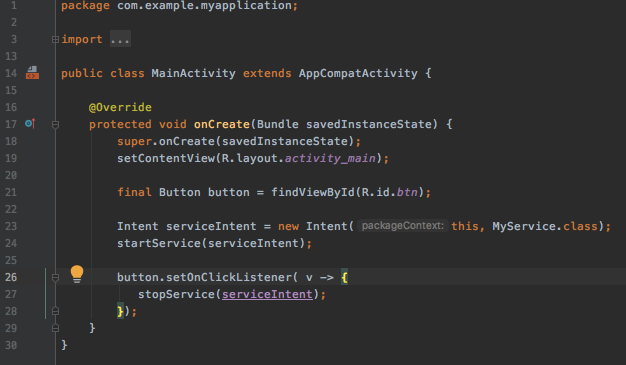 1 package com.example.myapplication;
2
3 import ...
13
14 public class MainActivity extends AppCompatActivity {
15
16 @Override
17 protected void onCreate(Bundle savedInstanceState) {
18 super.onCreate(savedInstanceState);
19 setContentView(R.layout.activity_main);
20
21 final Button button = findViewById(R.id.btn);
22
23 Intent serviceIntent = new Intent( packageContext: this, MyService.class);
24 startService(serviceIntent);
25
26 button.setOnClickListener( v -> {
27 stopService(serviceIntent);
28 });
29 }
30 }